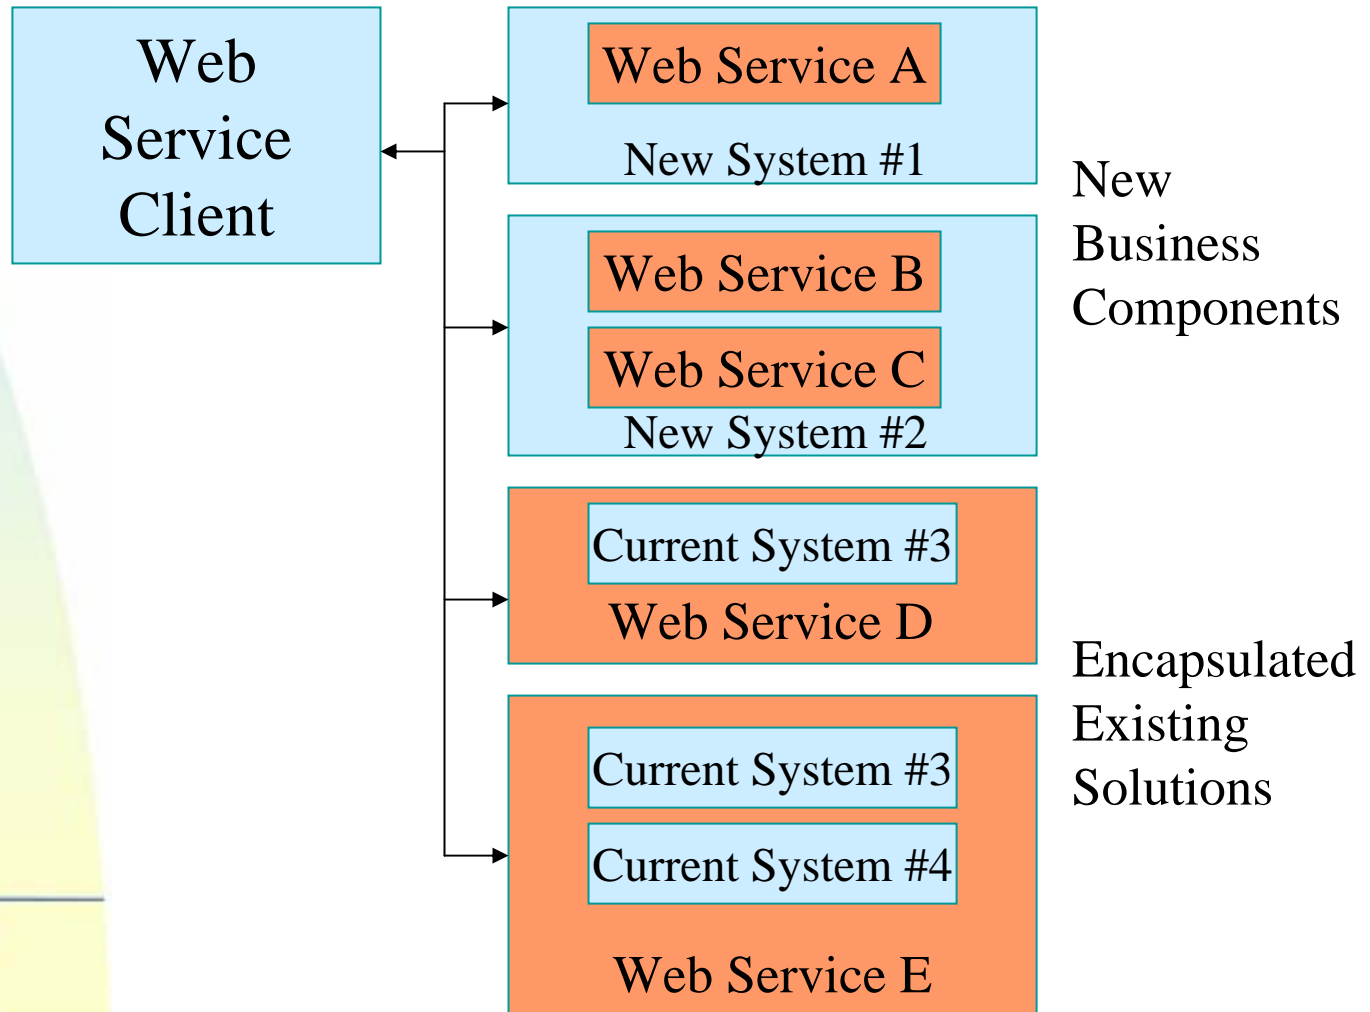 Web
Service
Client
Web Service A
New System #1
Web Service B
Web Service C
New System #2
New
Business
Components
Current System #3
Web Service D
Current System #3
Current System #4
Web Service E
Encapsulated
Existing
Solutions